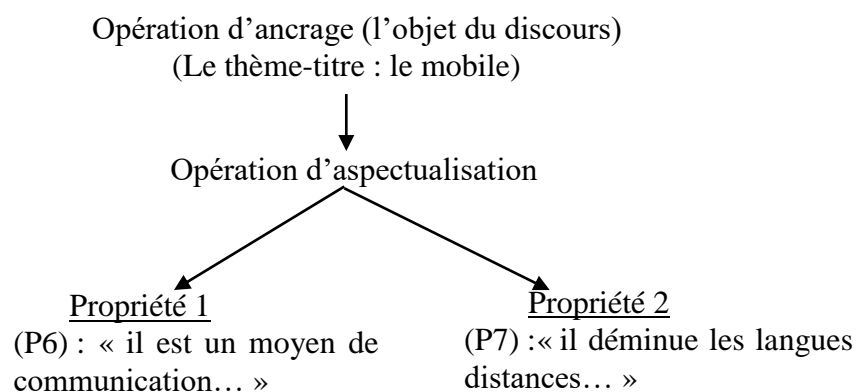 Opération d’ancrage (l’objet du discours)
(Le thème-titre : le mobile)
Opération d’aspectualisation
Propriété 1
(P6) : « il est un moyen de
communication… »
Propriété 2
(P7) :« il déminue les langues
distances… »